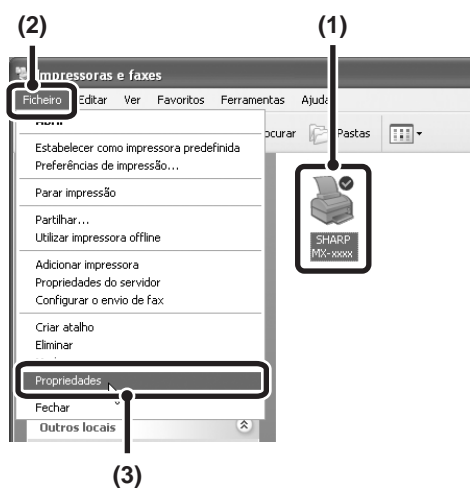 (2)
(1)
Impressoras e faxes
Ficheiro Editar Ver Favoritos Ferramentas Ajuda
Abrir
ocurar Pastas
Estabelecer como impressora predefinida
Preferências de impressão...
Parar impressão
Partilhar...
Utilizar impressora offline
SHARP
MX-xxxx
Adicionar impressora
Propriedades do servidor
Configurar o envio de fax
Criar atalho
Eliminar
Propriedades
Fechar
Outros locais
(3)